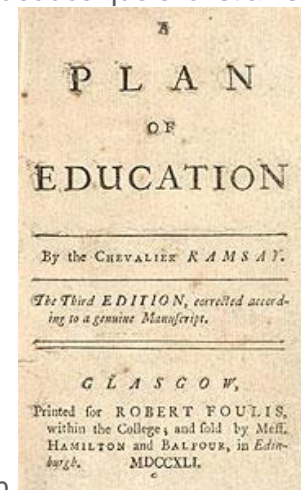 A
PLAN
OF
EDUCATION
By the CHEVALIER RAMSAY.
The Third EDITION, corrected accord-
ing to a genuine Manuscript.
GLASGOW,
Printed for ROBERT FOULIS,
within the College; and sold by Mess.
HAMILTON and BALFOUR, in Edin-
burgh. MDCCXLI.